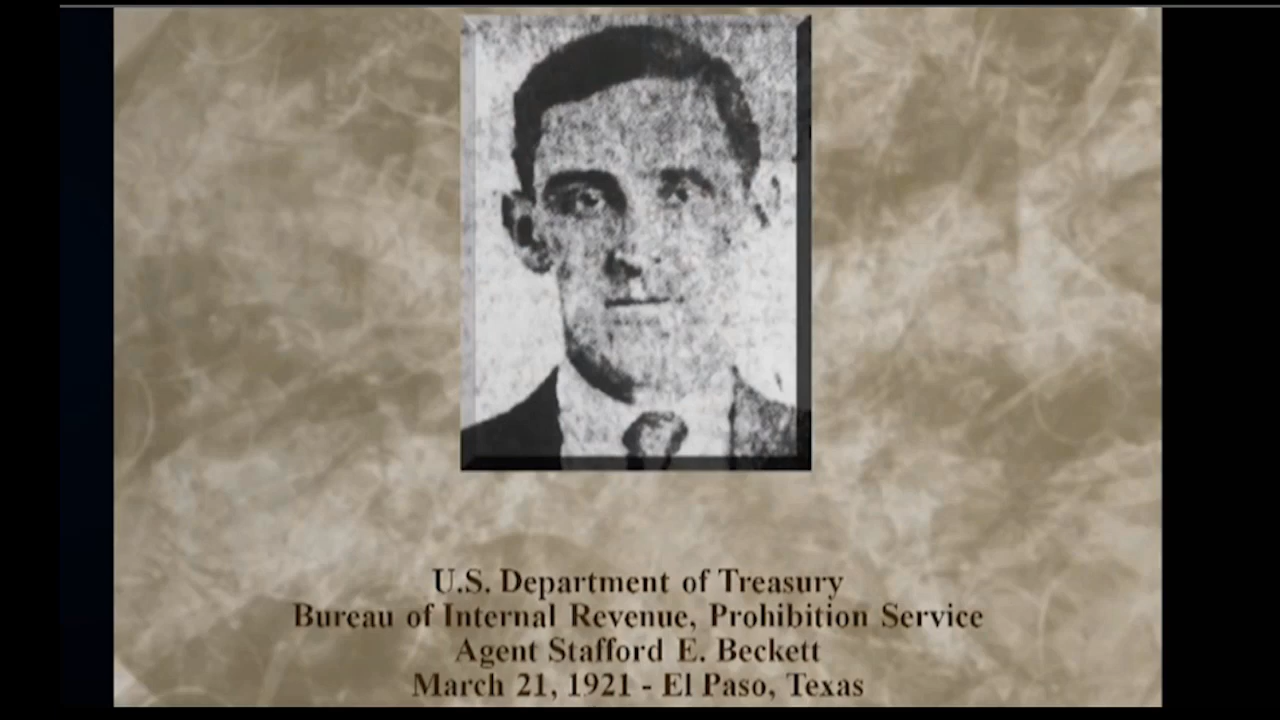 U.S. Department of Treasury
Bureau of Internal Revenue, Prohibition Service
Agent Stafford E. Beckett
March 21, 1921 - El Paso, Texas